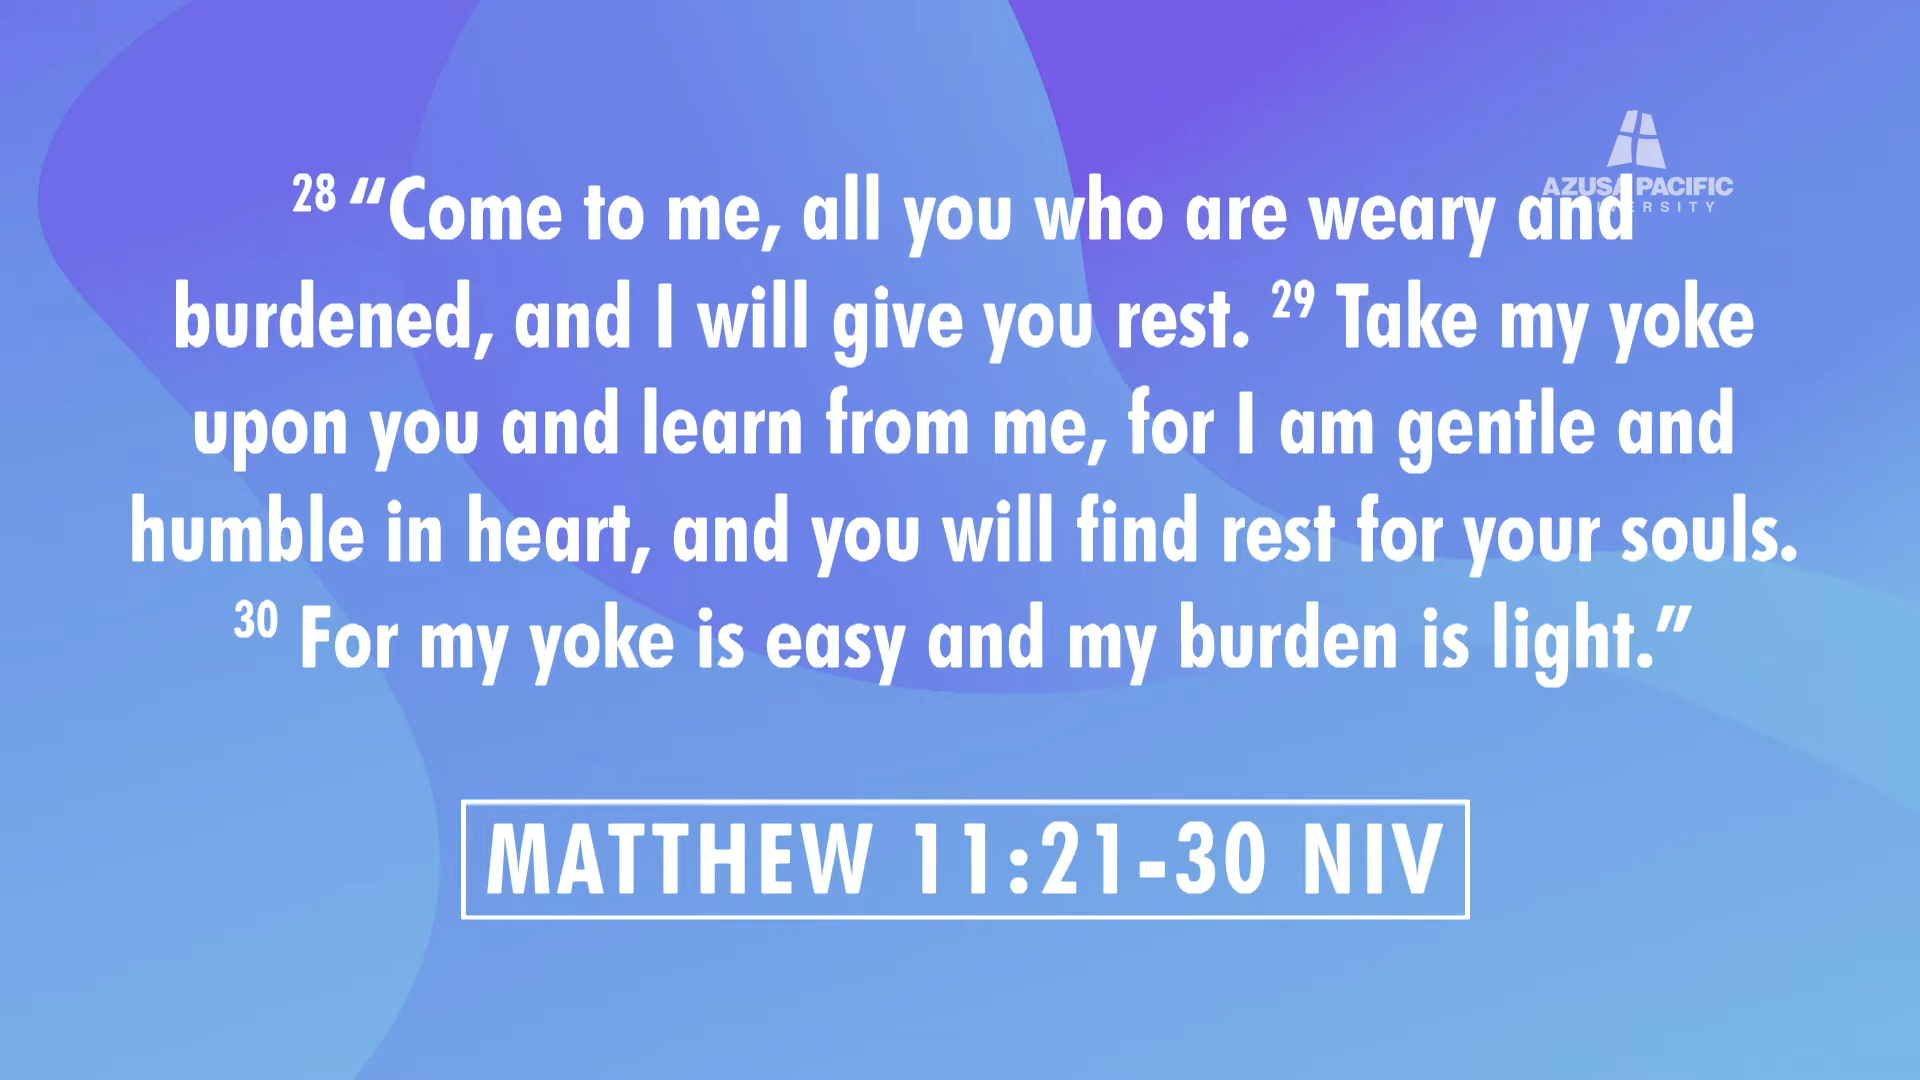 AZUSA PACIFIC
28 “Come to me, all you who are weary and
burdened, and I will give you rest. 29 Take my yoke
upon you and learn from me, for I am gentle and
humble in heart, and you will find rest for your souls.
30 For my yoke is easy and my burden is light.”
MATTHEW 11:21-30 NIV